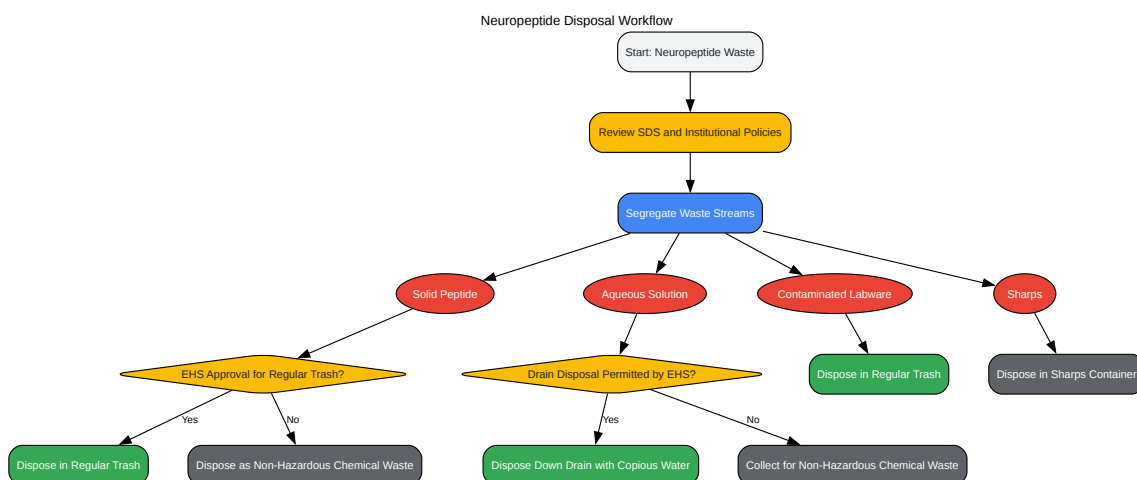 Neuropeptide Disposal Workflow
Start: Neuropeptide Waste
Review SDS and Institutional Policies
Segregate Waste Streams
Solid Peptide
Aqueous Solution
Contaminated Labware
Sharps
EHS Approval for Regular Trash?
Drain Disposal Permitted by EHS?
Dispose in Regular Trash
Dispose in Sharps Container
Yes
No
Yes
No
Dispose in Regular Trash
Dispose as Non-Hazardous Chemical Waste
Dispose Down Drain with Copious Water
Collect for Non-Hazardous Chemical Waste